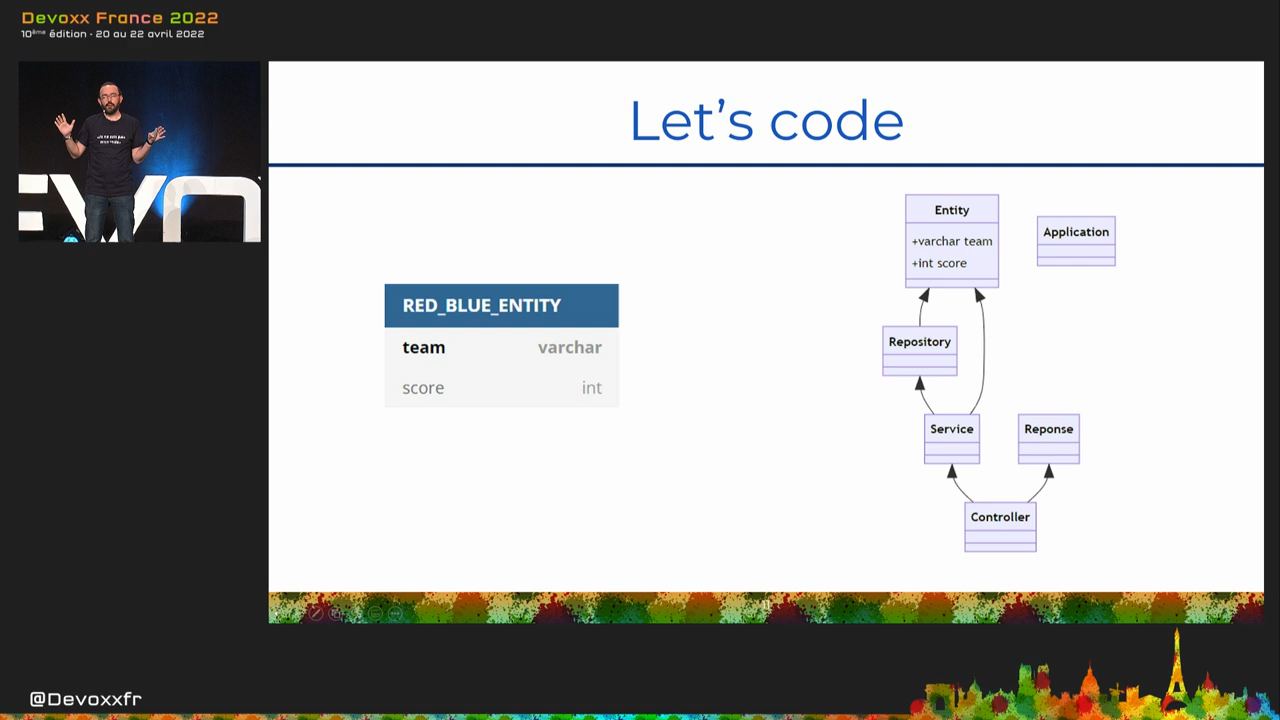 Devoxx France 2022
10ème édition - 20 au 22 avril 2022
Let's code
RED_BLUE_ENTITY
team varchar
score int
Entity
+varchar team
+int score
Application
Repository
Service
Reponse
Controller
11
@Devoxxfr